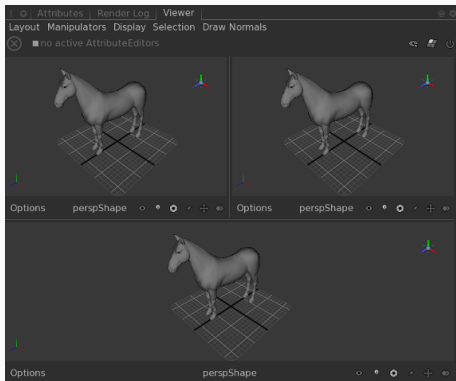 Attributes Render Log Viewer
Layout Manipulators Display Selection Draw Normals
no active AttributeEditors
Options perspShape
Options perspShape
Options perspShape